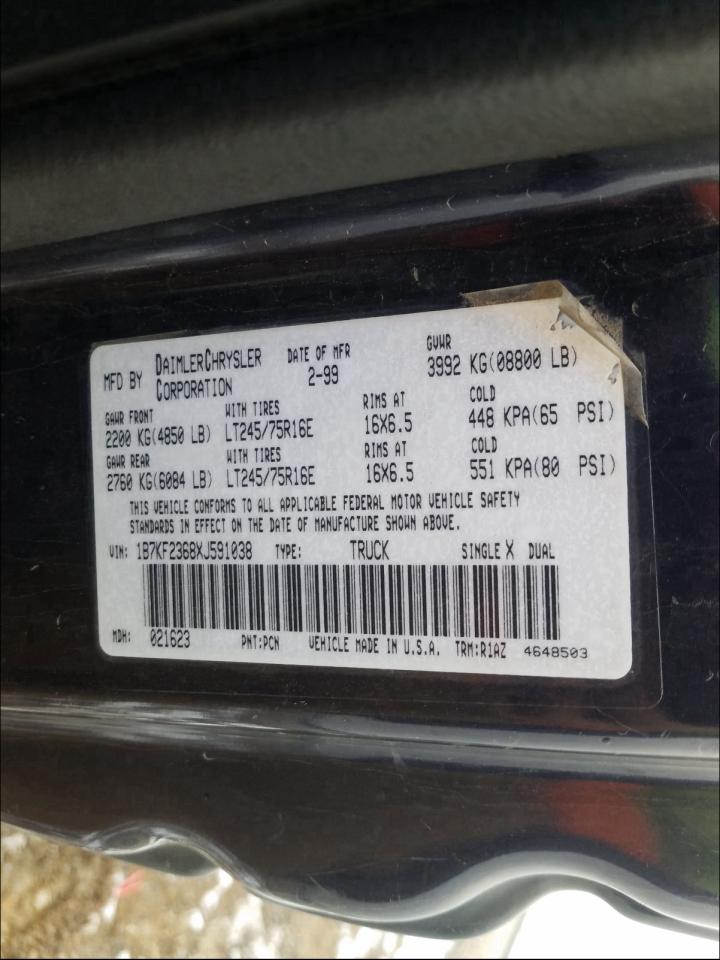 MFD BY DAIMLERCHRYSLER CORPORATION DATE OF MFR 2-99 GVWR 3992 KG(08800 LB)
GAWR FRONT WITH TIRES RIMS AT COLD
2200 KG(4850 LB) LT245/75R16E 16X6.5 448 KPA(65 PSI)
GAWR REAR WITH TIRES RIMS AT COLD
2760 KG(6084 LB) LT245/75R16E 16X6.5 551 KPA(80 PSI)
THIS VEHICLE CONFORMS TO ALL APPLICABLE FEDERAL MOTOR VEHICLE SAFETY
STANDARDS IN EFFECT ON THE DATE OF MANUFACTURE SHOWN ABOVE.
VIN: 1B7KF2368XJ591038 TYPE: TRUCK SINGLE X DUAL
MDH: 021623 PNT:PCN VEHICLE MADE IN U.S.A. TRM:R1AZ 4648503